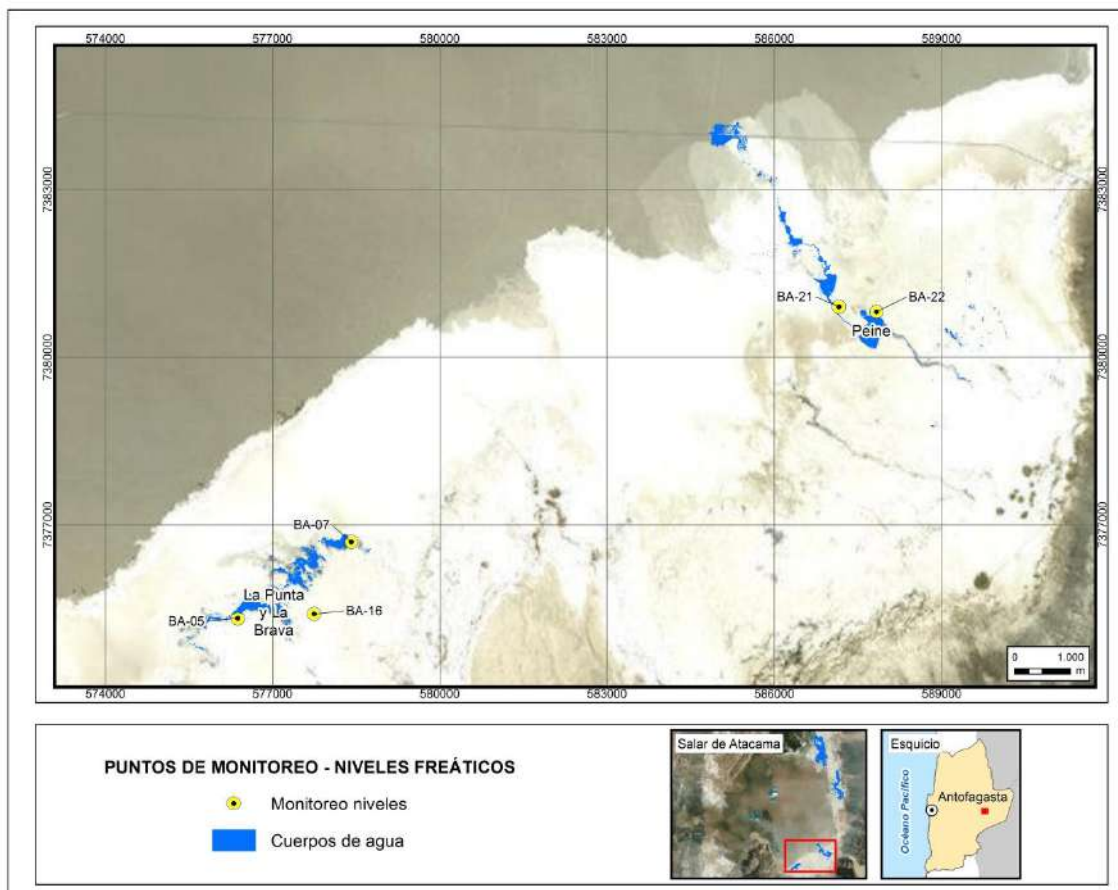 574000 577000 580000 583000 586000 589000
7383000 7383000
BA-21 BA-22
Peine
7380000 7380000
7377000 7377000
BA-07
La Punta
y La
Brava
BA-05 BA-16
0 1.000
m
574000 577000 580000 583000 586000 589000
PUNTOS DE MONITOREO - NIVELES FREÁTICOS
Monitoreo niveles
Cuerpos de agua
Salar de Atacama
Esquicio
Océano Pacífico
Antofagasta